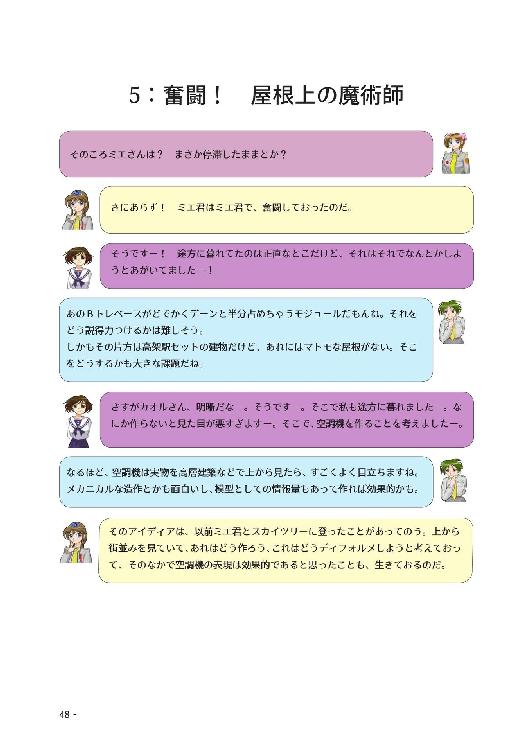 5：奮闘！　屋根上の魔術師
そのころミエさんは？　まさか停滞したままとか？
さにあらず！　ミエ君はミエ君で、奮闘しておったのだ。
そうですー！　途方に暮れてたのは正直なとこだけど、それはそれでなんとかしよ
うとあがいてました―！
あのＢトレベースがどでかくデーンと半分占めちゃうモジュールだもんね。それを
どう説得力つけるかは難しそう。
しかもその片方は高架駅セットの建物だけど、あれにはマトモな屋根がない。そこ
をどうするかも大きな課題だね。
さすがカオルさん、明晰だな―。そうです―。そこで私も途方に暮れました―。な
にか作らないと見た目が悪すぎますー。そこで、空調機を作ることを考えましたー。
なるほど、空調機は実物を高層建築などで上から見たら、すごくよく目立ちますね。
メカニカルな造作とかも面白いし、模型としての情報量もあって作れば効果的かも。
そのアイディアは、以前ミエ君とスカイツリーに登ったことがあってのう。上から
街並みを見ていて、あれはどう作ろう、これはどうディフォルメしようと考えておっ
て、そのなかで空調機の表現は効果的であると思ったことも、生きておるのだ。
48 -